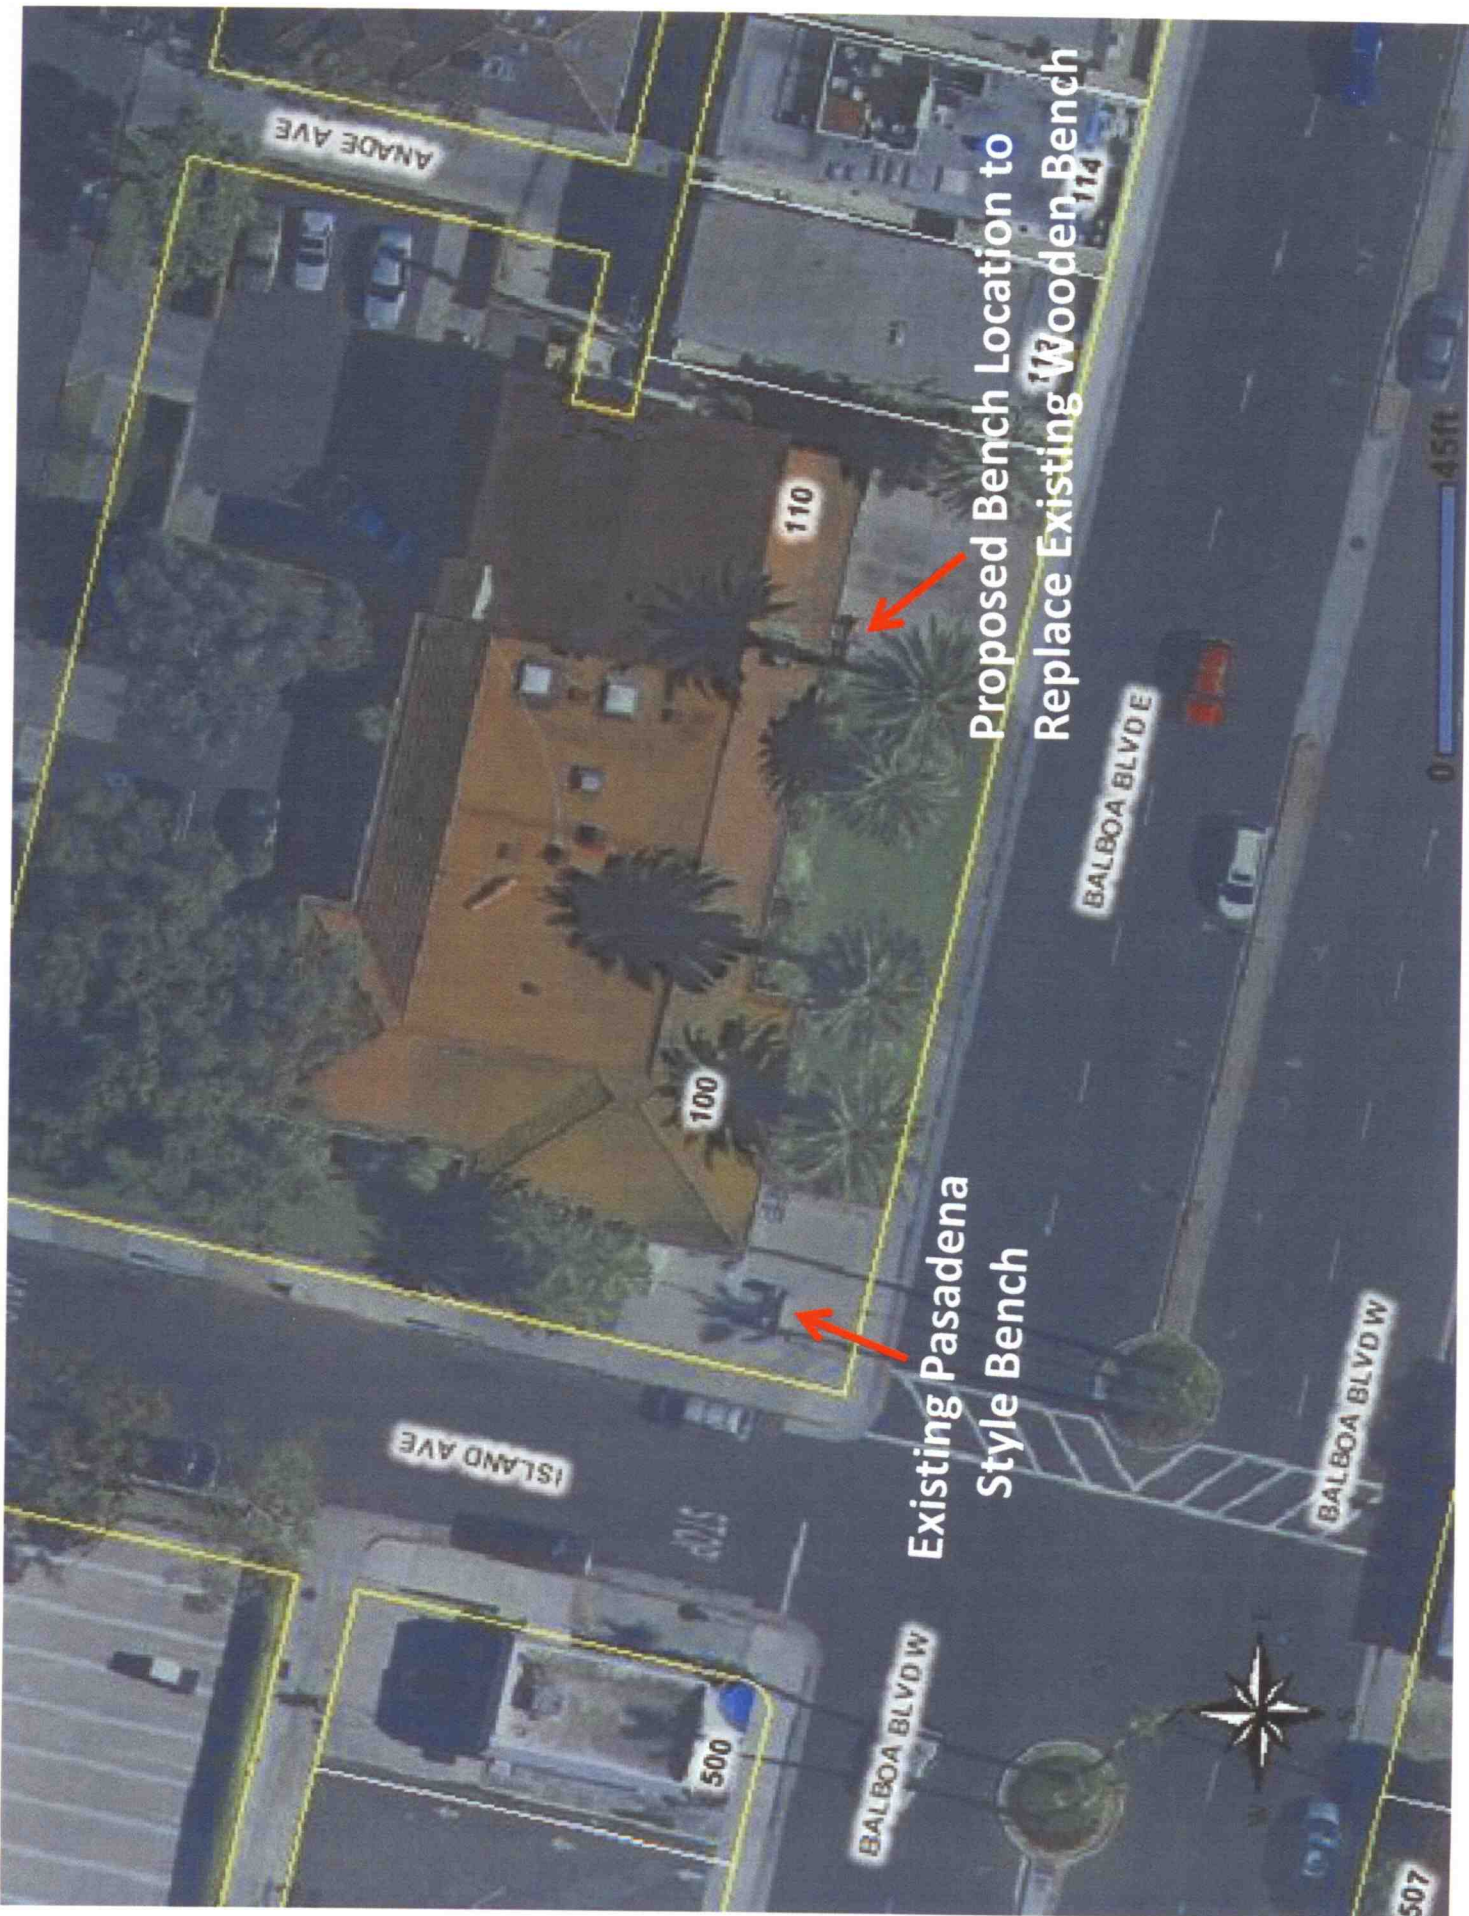 ANADE AVE
ISLAND AVE
STOP
110
100
112
114
500
507
Proposed Bench Location to
Replace Existing Wooden Bench
Existing Pasadena
Style Bench
BALBOA BLVD E
BALBOA BLVD W
BALBOA BLVD W
0 45ft